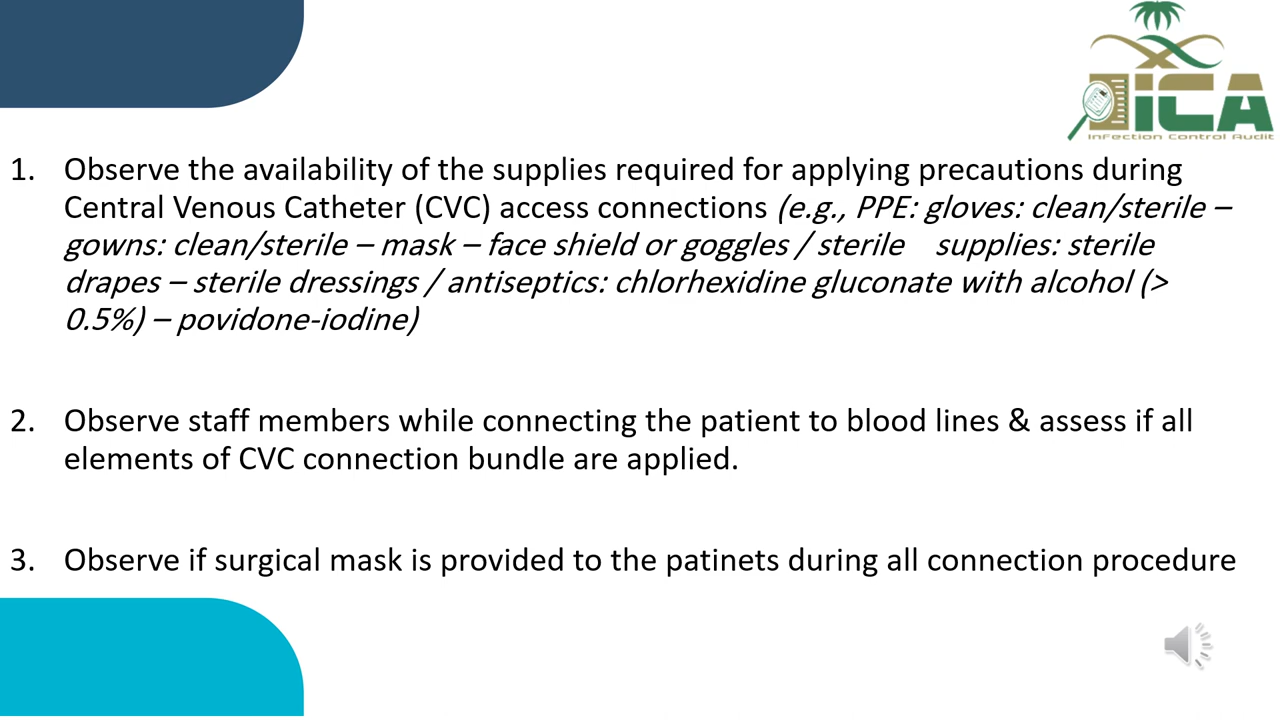 iCA
Infection Control Audit
1. Observe the availability of the supplies required for applying precautions during
Central Venous Catheter (CVC) access connections (e.g., PPE: gloves: clean/sterile –
gowns: clean/sterile – mask – face shield or goggles / sterile supplies: sterile
drapes – sterile dressings / antiseptics: chlorhexidine gluconate with alcohol (>
0.5%) – povidone-iodine)
2. Observe staff members while connecting the patient to blood lines & assess if all
elements of CVC connection bundle are applied.
3. Observe if surgical mask is provided to the patinets during all connection procedure